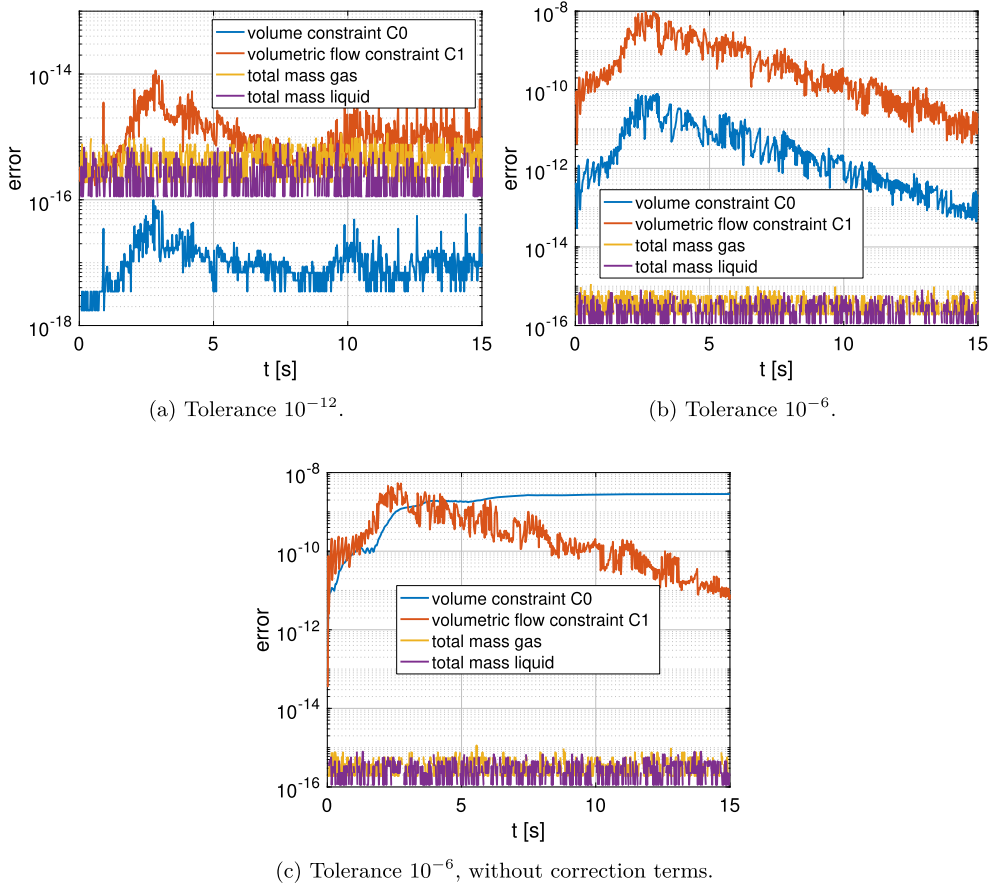 volume constraint C0
volumetric flow constraint C1
total mass gas
total mass liquid
10^{-14}
10^{-16}
10^{-18}
error
0
5
10
15
t [s]
(a) Tolerance 10^{-12}.
10^{-8}
10^{-10}
10^{-12}
10^{-14}
10^{-16}
error
volume constraint C0
volumetric flow constraint C1
total mass gas
total mass liquid
0
5
10
15
t [s]
(b) Tolerance 10^{-6}.
10^{-8}
10^{-10}
10^{-12}
10^{-14}
10^{-16}
error
volume constraint C0
volumetric flow constraint C1
total mass gas
total mass liquid
0
5
10
15
t [s]
(c) Tolerance 10^{-6}, without correction terms.